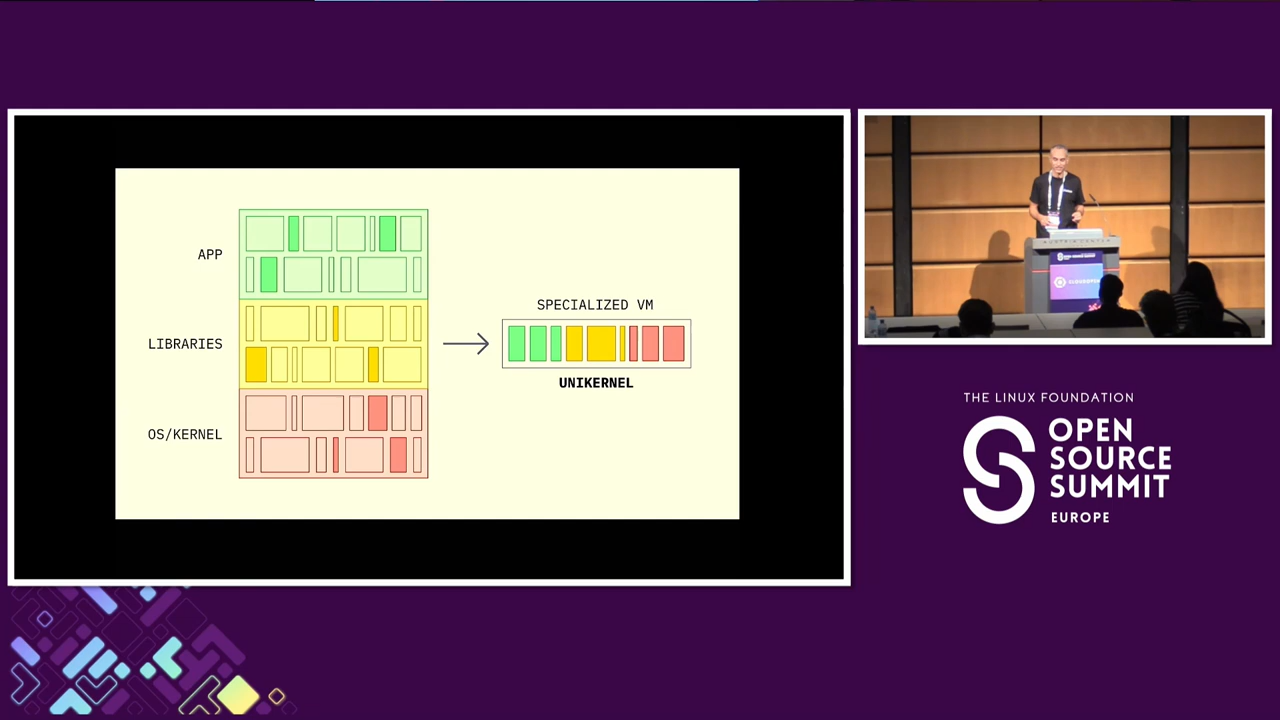 APP
LIBRARIES
OS/KERNEL
SPECIALIZED VM
UNIKERNEL
THE LINUX FOUNDATION
OPEN
SOURCE
SUMMIT
EUROPE